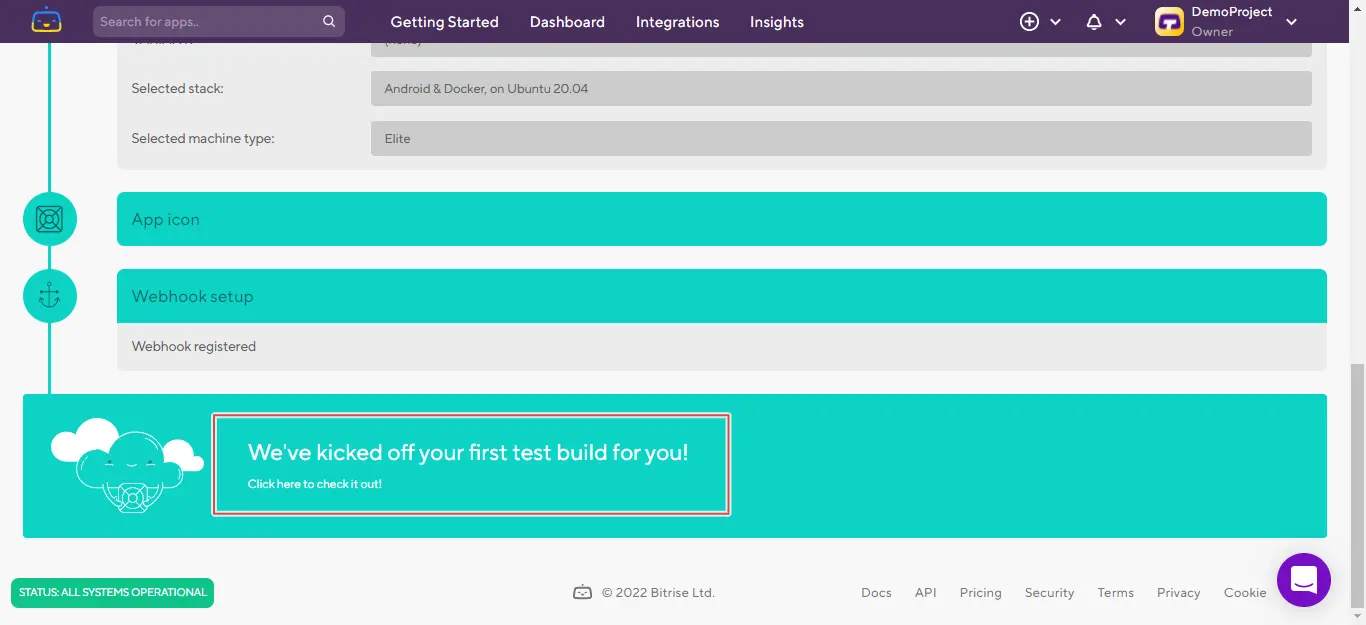 Search for apps..
Getting Started
Dashboard
Integrations
Insights
DemoProject
Owner
Selected stack:
Android & Docker, on Ubuntu 20.04
Selected machine type:
Elite
App icon
Webhook setup
Webhook registered
We've kicked off your first test build for you!
Click here to check it out!
STATUS: ALL SYSTEMS OPERATIONAL
© 2022 Bitrise Ltd.
Docs
API
Pricing
Security
Terms
Privacy
Cookie